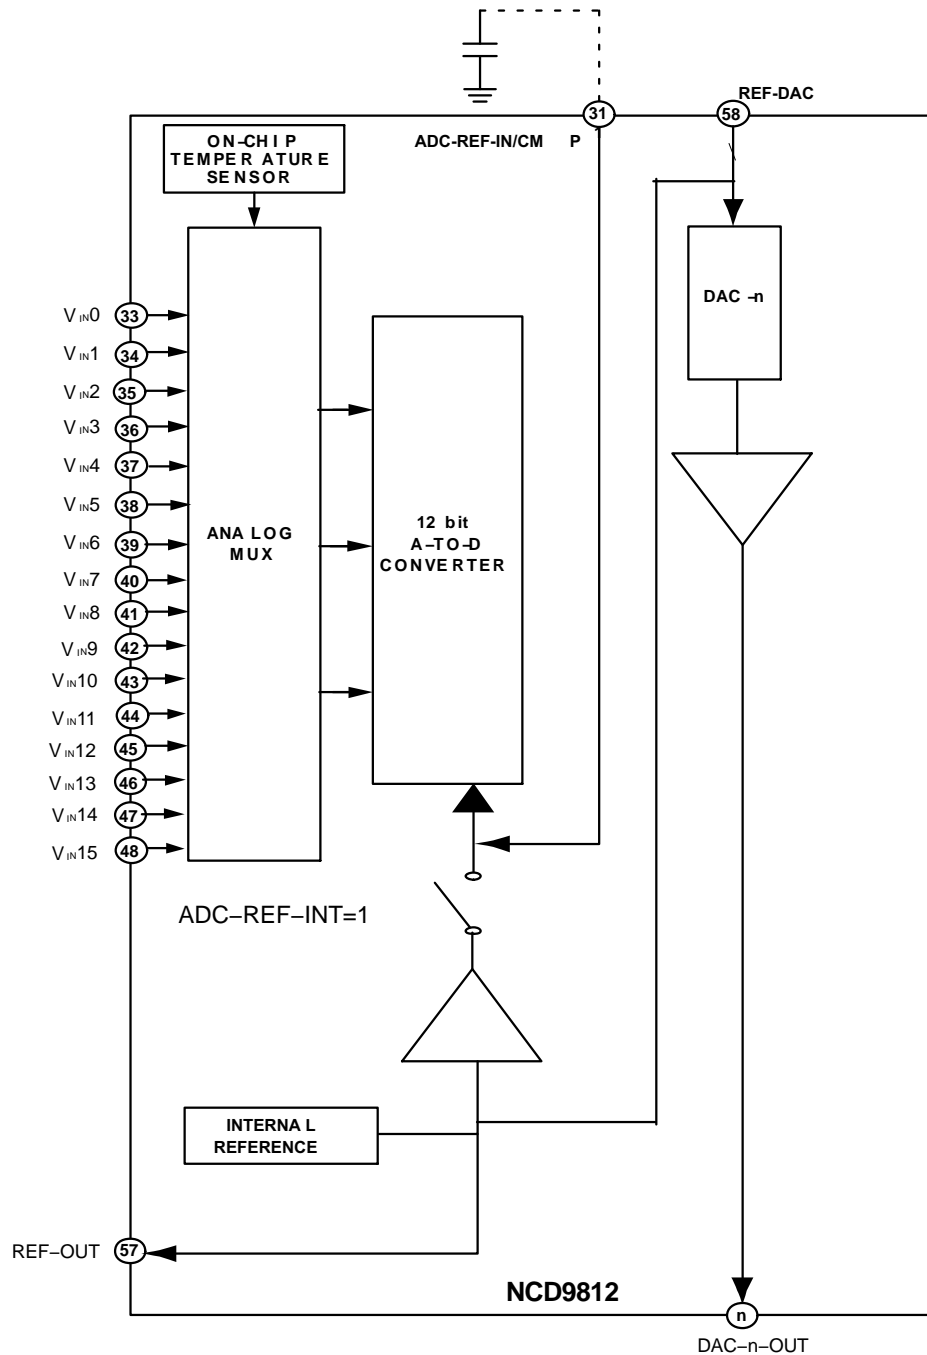 REF-DAC
31
58
ADC-REF-IN/CM P
ON-CHIP
TEMPERATURE
SENSOR
DAC -n
VIN0 33
VIN1 34
VIN2 35
VIN3 36
VIN4 37
VIN5 38
VIN6 39
VIN7 40
VIN8 41
VIN9 42
VIN10 43
VIN11 44
VIN12 45
VIN13 46
VIN14 47
VIN15 48
ANALOG
MUX
12 bit
A-TO-D
CONVERTER
ADC-REF-INT=1
INTERNAL
REFERENCE
REF-OUT 57
NCD9812
n
DAC-n-OUT